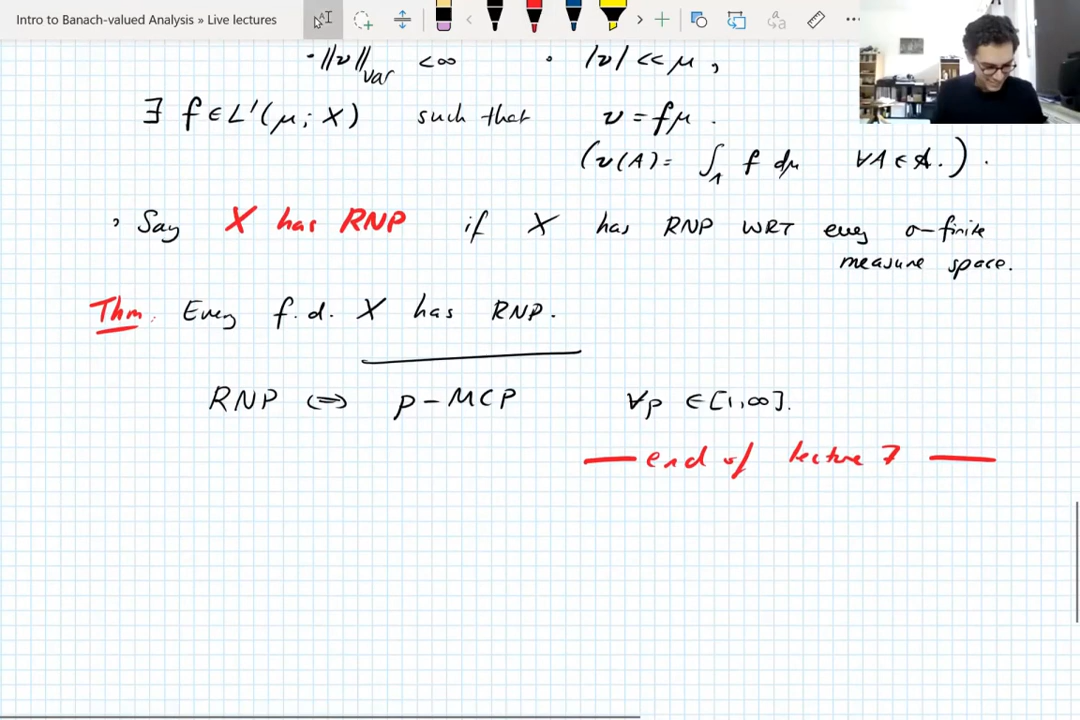 Intro to Banach-valued Analysis » Live lectures
· ‖ν‖var < ∞ · |ν| << μ ,
∃ f ∈ L¹(μ; X) such that ν = fμ .
(ν(A) = ∫_A f dμ ∀A ∈ 𝒜.) .
, Say X has RNP if X has RNP WRT every σ-finite
measure space.
Thm. Every f.d. X has RNP.
RNP ⇔ p-MCP ∀p ∈ [1,∞].
— end of lecture 7 —